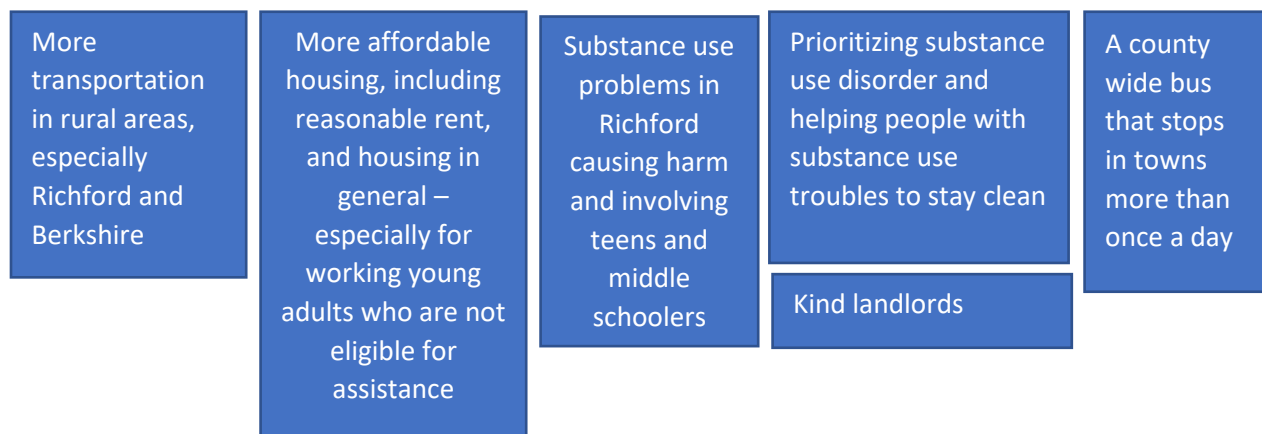 More
transportation
in rural areas,
especially
Richford and
Berkshire
More affordable
housing, including
reasonable rent,
and housing in
general –
especially for
working young
adults who are not
eligible for
assistance
Substance use
problems in
Richford
causing harm
and involving
teens and
middle
schoolers
Prioritizing substance
use disorder and
helping people with
substance use
troubles to stay clean
Kind landlords
A county
wide bus
that stops
in towns
more than
once a day